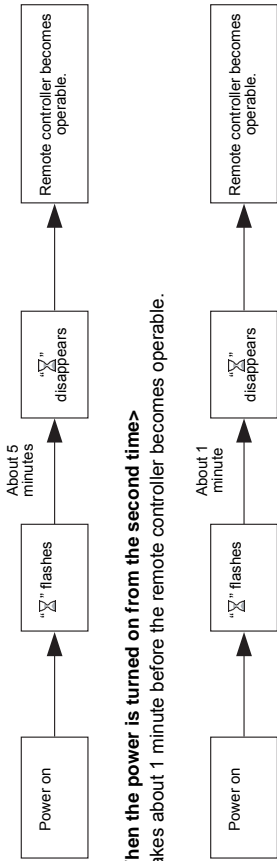 Power on
“⧖” flashes
About 5
minutes
“⧖”
disappears
Remote controller becomes
operable.
hen the power is turned on from the second time>
akes about 1 minute before the remote controller becomes operable.
Power on
“⧖” flashes
About 1
minute
“⧖”
disappears
Remote controller becomes
operable.